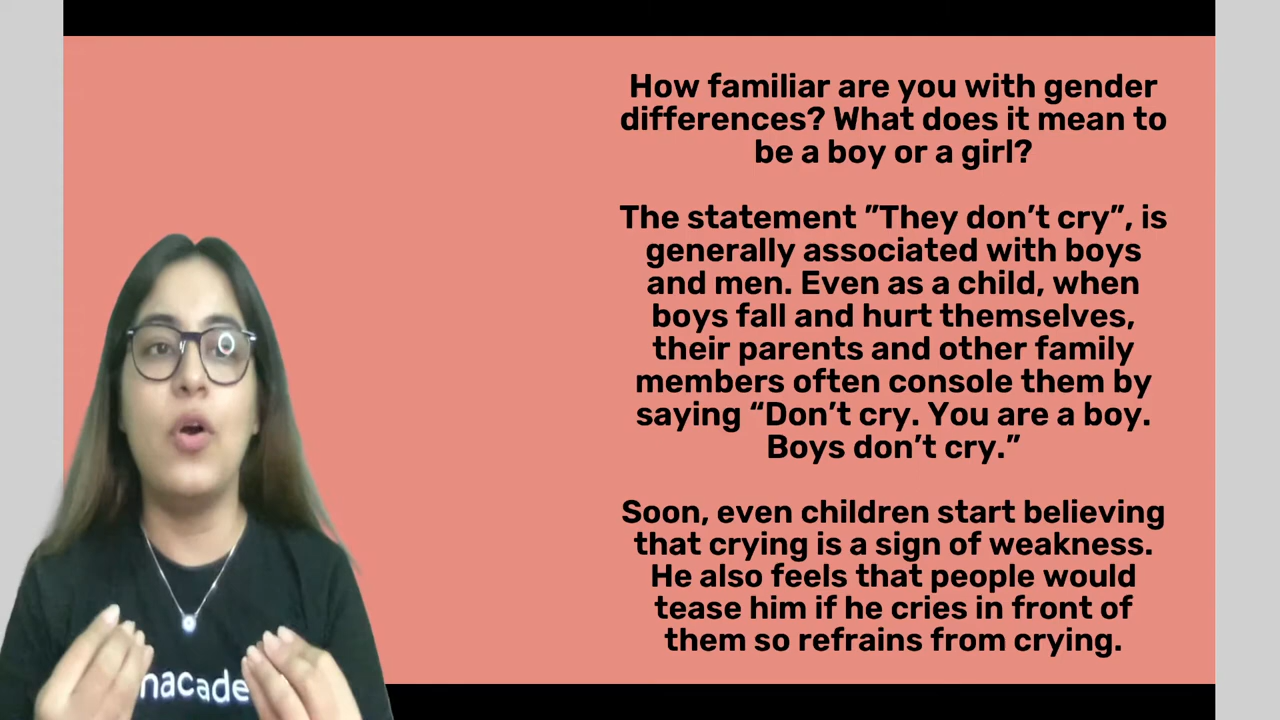 How familiar are you with gender
differences? What does it mean to
be a boy or a girl?
The statement ”They don’t cry”, is
generally associated with boys
and men. Even as a child, when
boys fall and hurt themselves,
their parents and other family
members often console them by
saying “Don’t cry. You are a boy.
Boys don’t cry.”
Soon, even children start believing
that crying is a sign of weakness.
He also feels that people would
tease him if he cries in front of
them so refrains from crying.
nacade